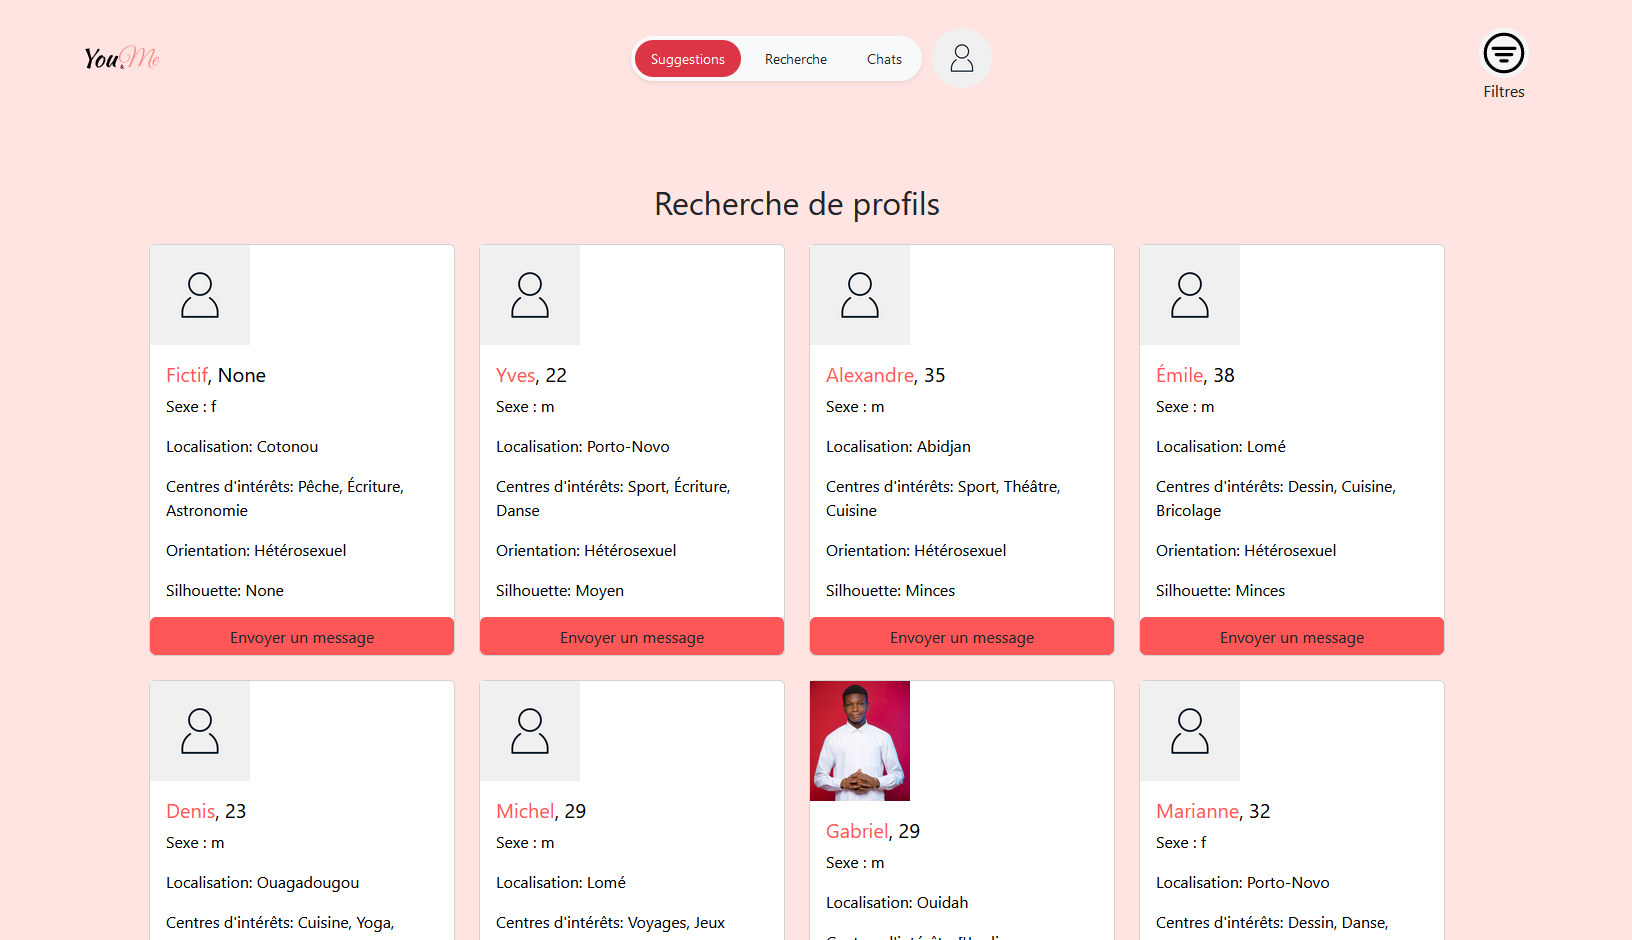 You&Me
Suggestions
Recherche
Chats
Filtres
Recherche de profils
Fictif, None
Sexe : f
Localisation: Cotonou
Centres d'intérêts: Pêche, Écriture,
Astronomie
Orientation: Hétérosexuel
Silhouette: None
Envoyer un message
Yves, 22
Sexe : m
Localisation: Porto-Novo
Centres d'intérêts: Sport, Écriture,
Danse
Orientation: Hétérosexuel
Silhouette: Moyen
Envoyer un message
Alexandre, 35
Sexe : m
Localisation: Abidjan
Centres d'intérêts: Sport, Théâtre,
Cuisine
Orientation: Hétérosexuel
Silhouette: Minces
Envoyer un message
Émile, 38
Sexe : m
Localisation: Lomé
Centres d'intérêts: Dessin, Cuisine,
Bricolage
Orientation: Hétérosexuel
Silhouette: Minces
Envoyer un message
Denis, 23
Sexe : m
Localisation: Ouagadougou
Centres d'intérêts: Cuisine, Yoga,
Michel, 29
Sexe : m
Localisation: Lomé
Centres d'intérêts: Voyages, Jeux
Gabriel, 29
Sexe : m
Localisation: Ouidah
Marianne, 32
Sexe : f
Localisation: Porto-Novo
Centres d'intérêts: Dessin, Danse,